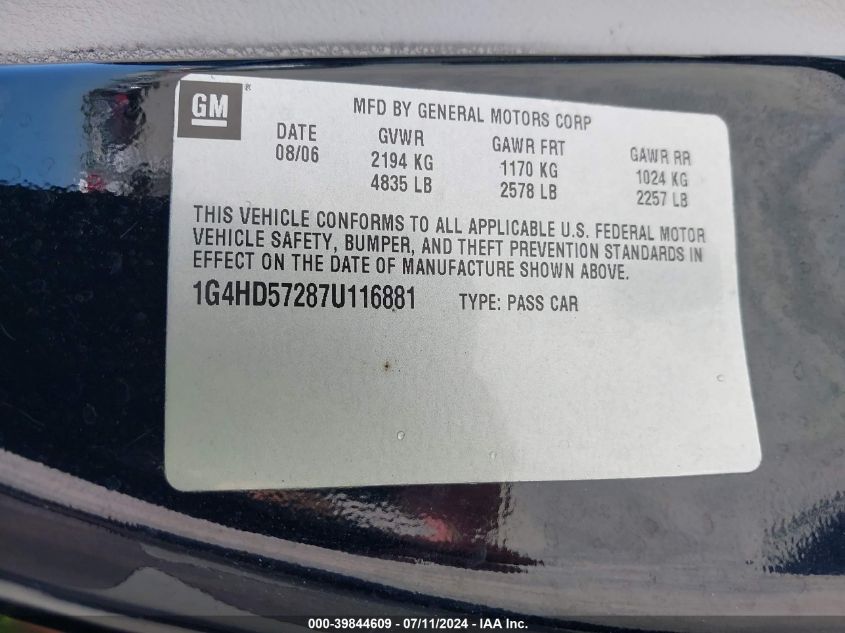 GM ®
MFD BY GENERAL MOTORS CORP
DATE GVWR GAWR FRT GAWR RR
08/06 2194 KG 1170 KG 1024 KG
4835 LB 2578 LB 2257 LB
THIS VEHICLE CONFORMS TO ALL APPLICABLE U.S. FEDERAL MOTOR
VEHICLE SAFETY, BUMPER, AND THEFT PREVENTION STANDARDS IN
EFFECT ON THE DATE OF MANUFACTURE SHOWN ABOVE.
1G4HD57287U116881 TYPE: PASS CAR
000-39844609 - 07/11/2024 - IAA Inc.